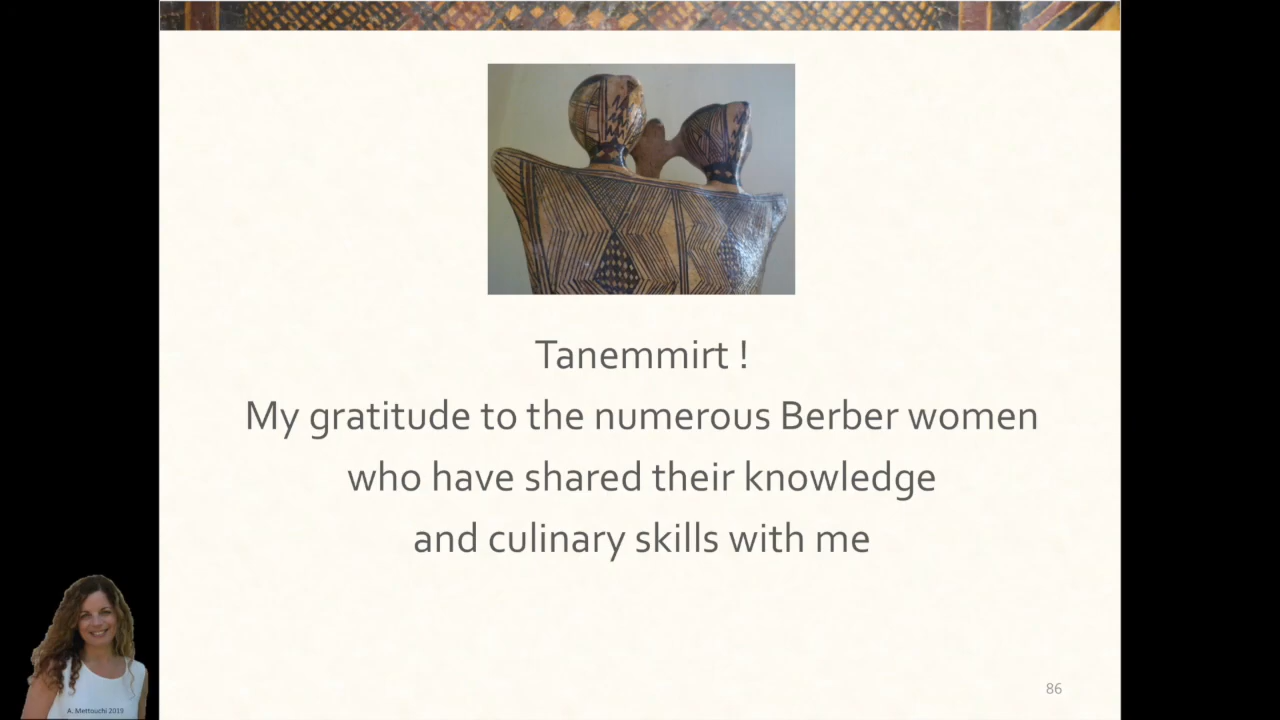 Tanemmirt !
My gratitude to the numerous Berber women
who have shared their knowledge
and culinary skills with me
86
A. Mettouchi 2019